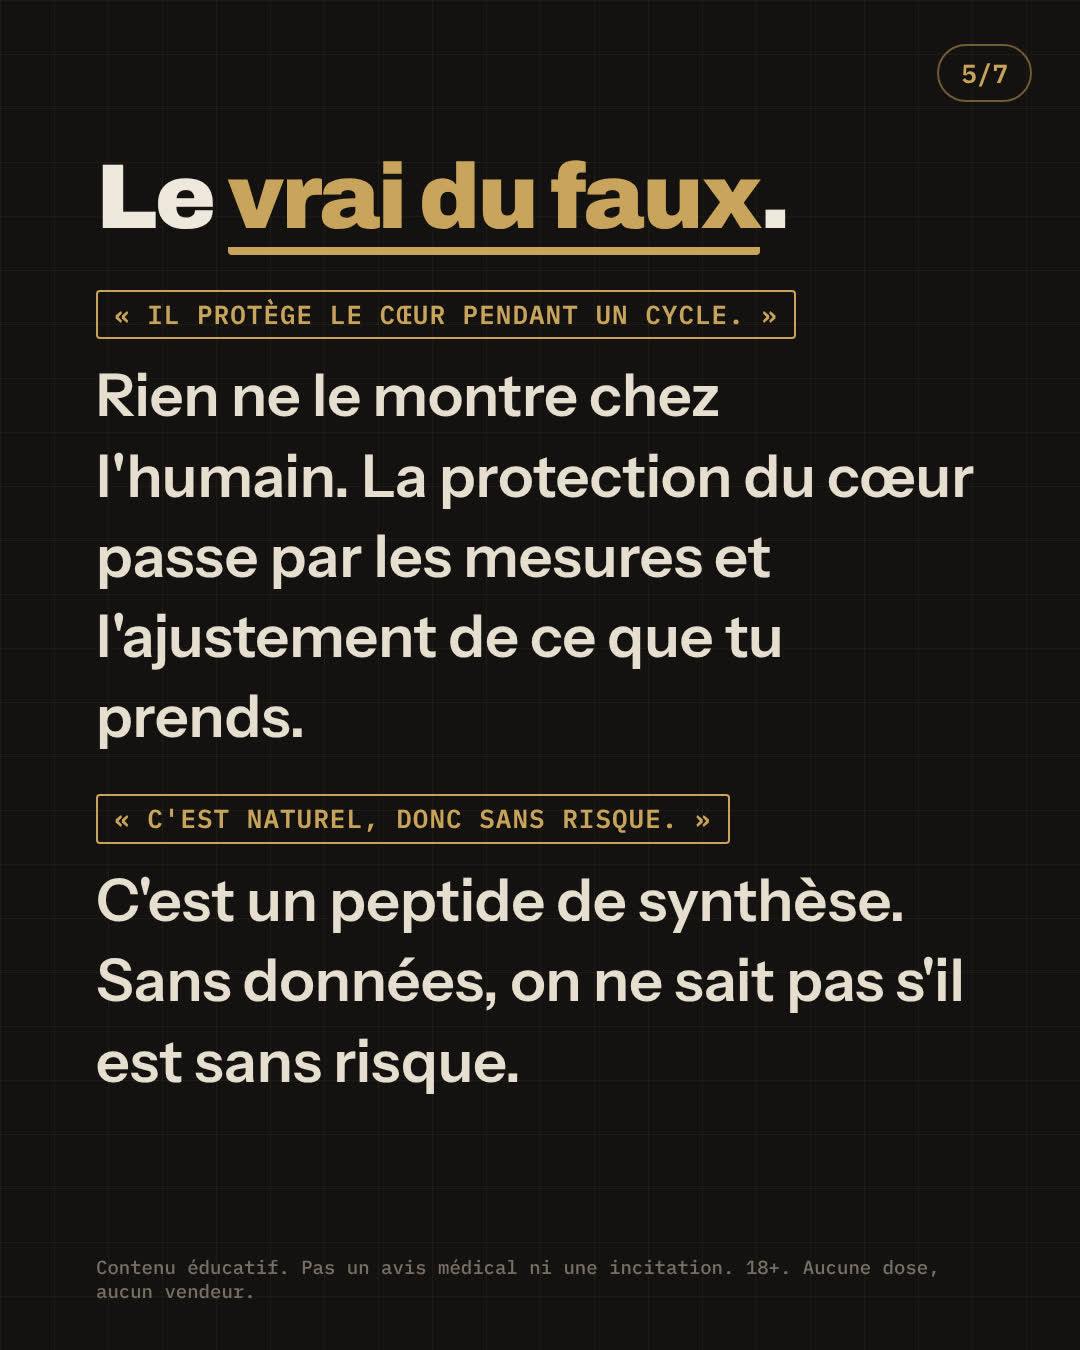 5/7
Le vrai du faux.
« IL PROTÈGE LE CŒUR PENDANT UN CYCLE. »
Rien ne le montre chez
l'humain. La protection du cœur
passe par les mesures et
l'ajustement de ce que tu
prends.
« C'EST NATUREL, DONC SANS RISQUE. »
C'est un peptide de synthèse.
Sans données, on ne sait pas s'il
est sans risque.
Contenu éducatif. Pas un avis médical ni une incitation. 18+. Aucune dose,
aucun vendeur.